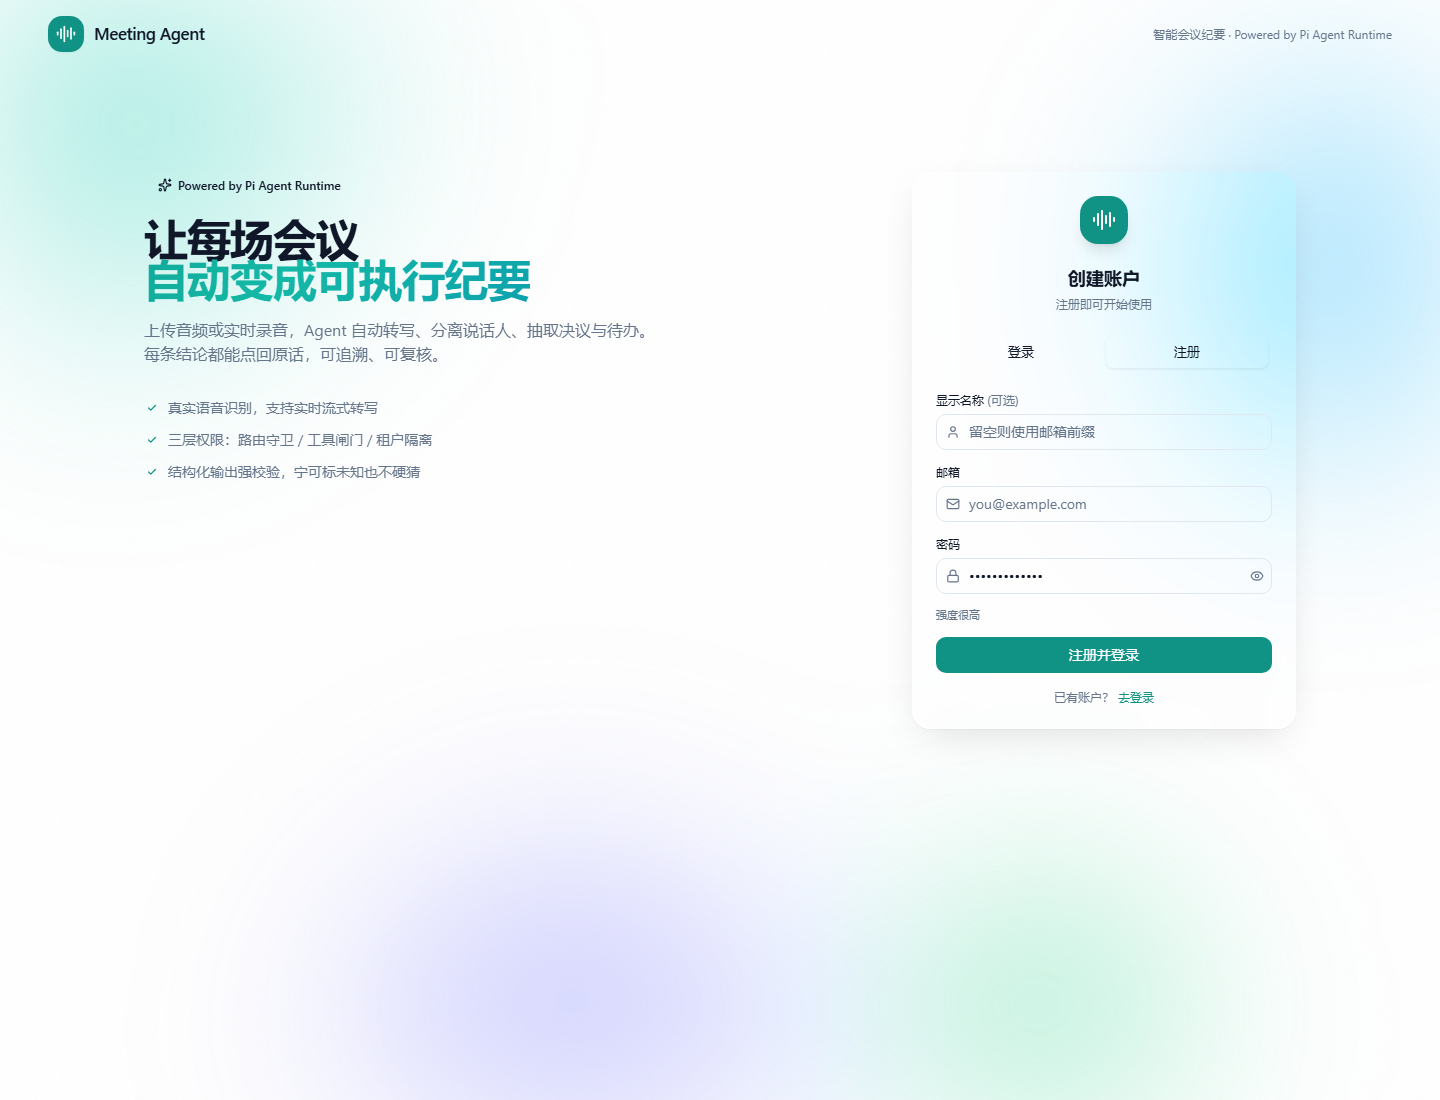 Meeting Agent
智能会议纪要 · Powered by Pi Agent Runtime
Powered by Pi Agent Runtime
让每场会议
自动变成可执行纪要
上传音频或实时录音，Agent 自动转写、分离说话人、抽取决议与待办。
每条结论都能点回原话，可追溯、可复核。
真实语音识别，支持实时流式转写
三层权限：路由守卫 / 工具闸门 / 租户隔离
结构化输出强校验，宁可标未知也不硬猜
创建账户
注册即可开始使用
登录 注册
显示名称 (可选)
留空则使用邮箱前缀
邮箱
you@example.com
密码
•••••••••••••
强度很高
注册并登录
已有账户？ 去登录